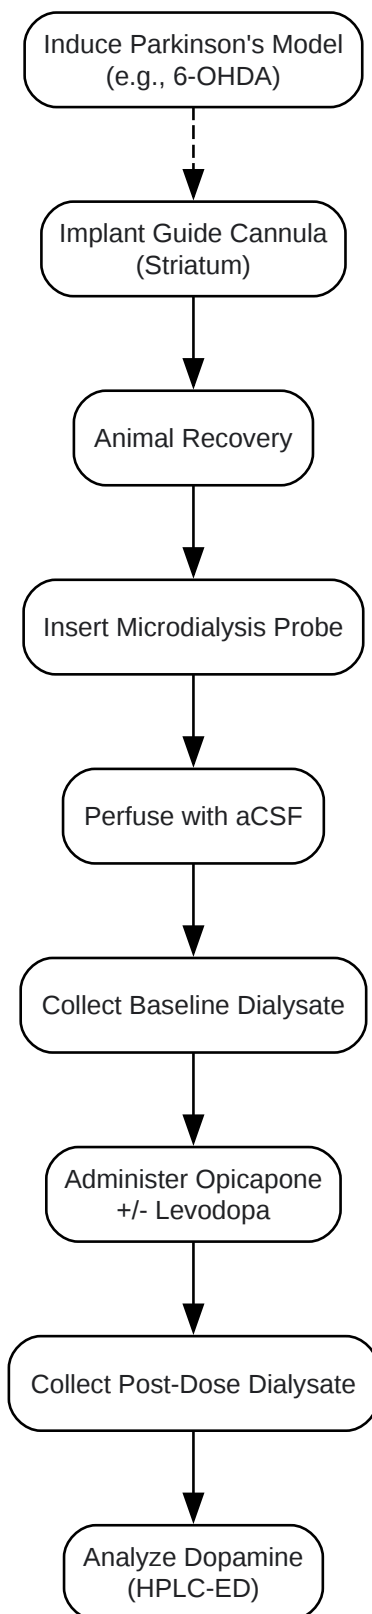 Induce Parkinson's Model
(e.g., 6-OHDA)
Implant Guide Cannula
(Striatum)
Animal Recovery
Insert Microdialysis Probe
Perfuse with aCSF
Collect Baseline Dialysate
Administer Opicapone
+/- Levodopa
Collect Post-Dose Dialysate
Analyze Dopamine
(HPLC-ED)